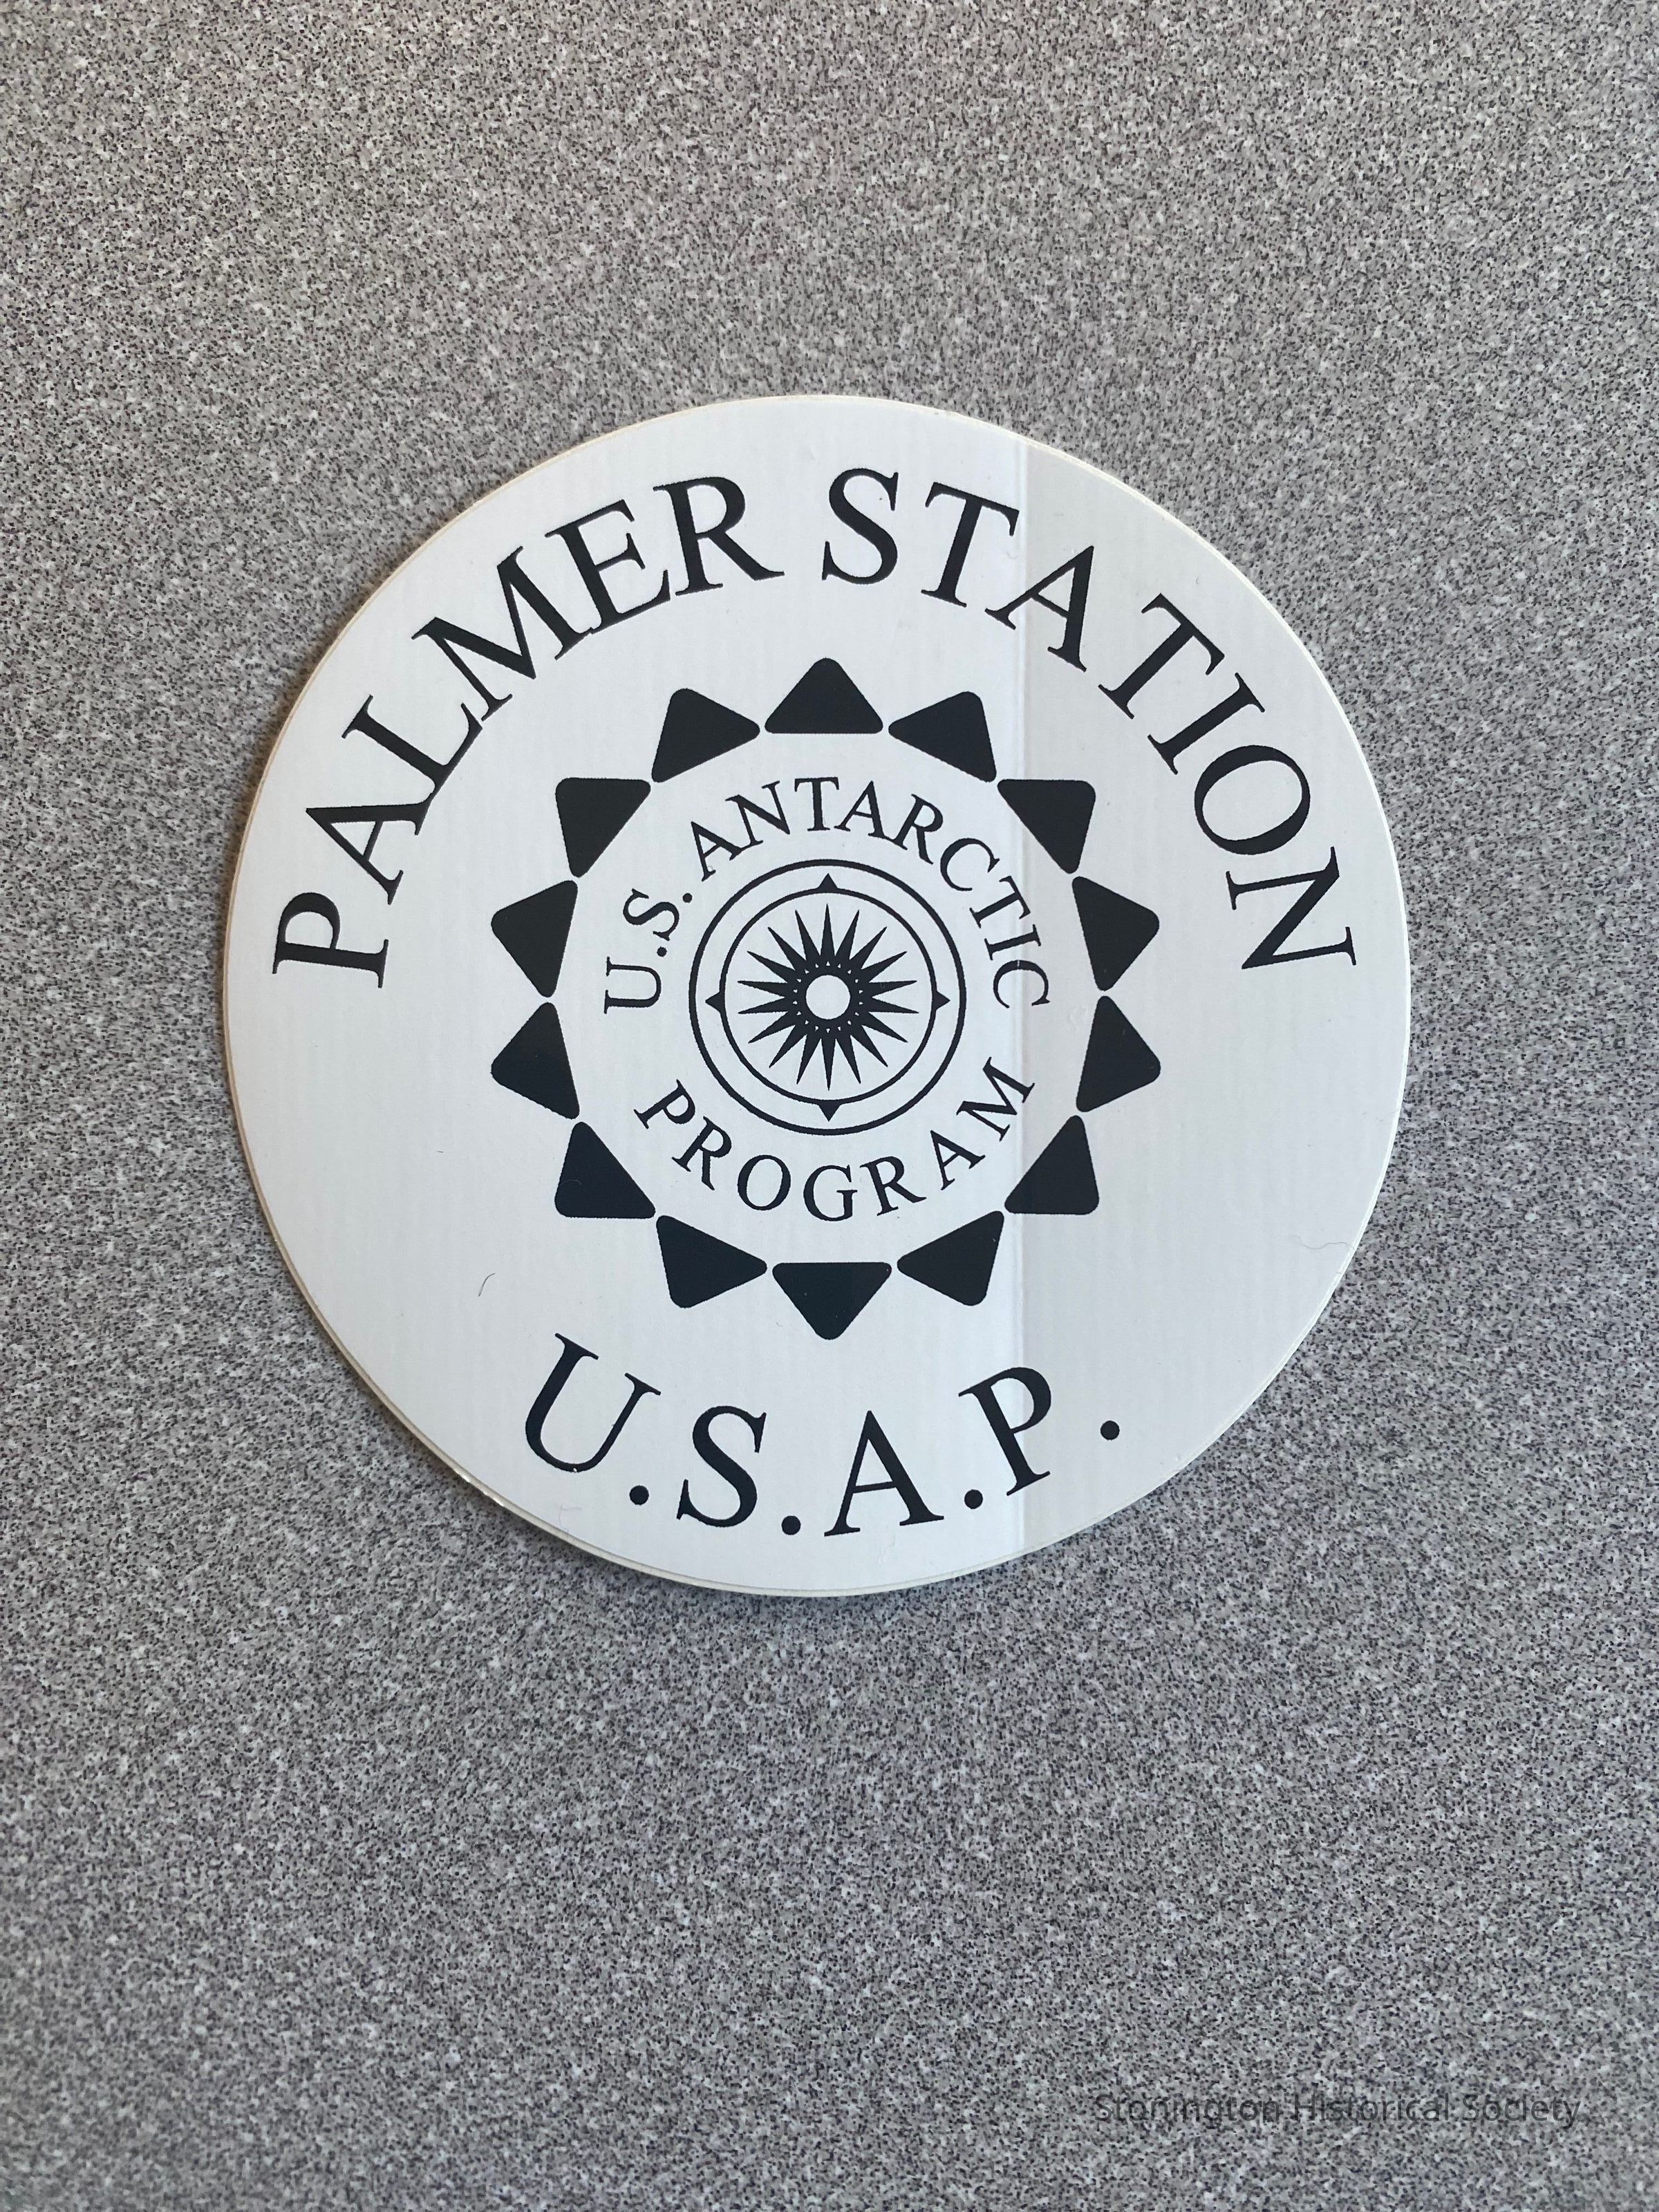 PALMER STATION
U.S. ANTARCTIC
PROGRAM
U.S.A.P.
Stonington Historical Society